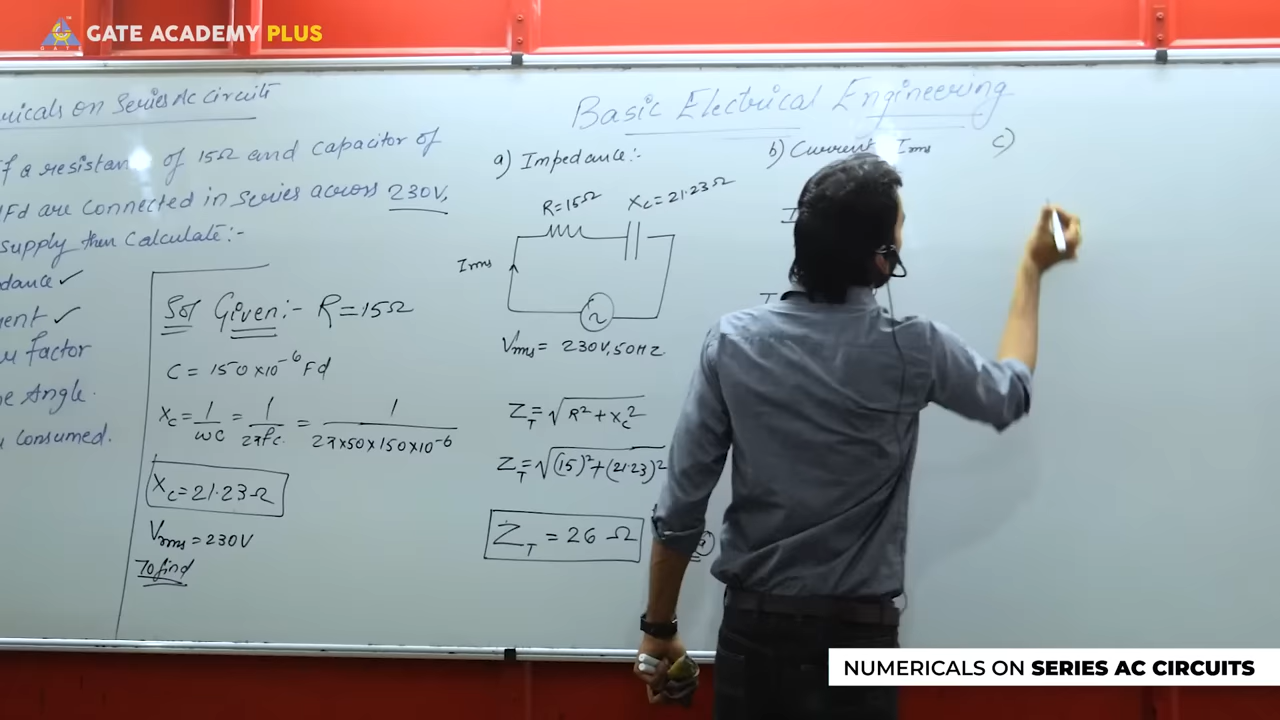 GATE ACADEMY PLUS
GATE
on Series AC Circuits
If a resistance of 15Ω and capacitor of
Fd are connected in series across 230V,
supply then Calculate:-
✓
✓
Factor
Angle.
Consumed.
Sol Given:- R=15Ω
C = 150×10⁻⁶ Fd
Xc = 1/ωC = 1/2πfc = 1/2π×50×150×10⁻⁶
Xc = 21.23Ω
Vrms = 230V
To find
Basic Electrical Engineering
a) Impedance:-
R=15Ω Xc = 21.23Ω
Irms
Vrms = 230V, 50Hz
Z_T = √R² + Xc²
Z_T = √(15)² + (21.23)²
Z_T = 26 Ω
b) Current Irms
c)
NUMERICALS ON SERIES AC CIRCUITS